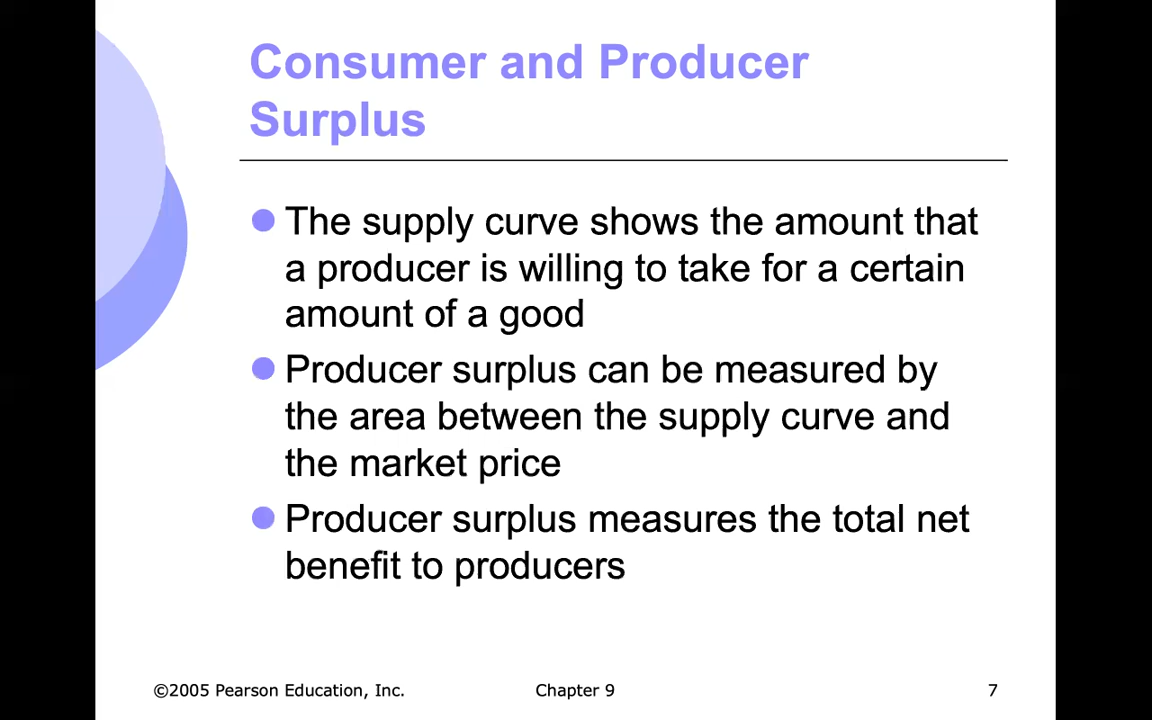 Consumer and Producer
Surplus
The supply curve shows the amount that
a producer is willing to take for a certain
amount of a good
Producer surplus can be measured by
the area between the supply curve and
the market price
Producer surplus measures the total net
benefit to producers
©2005 Pearson Education, Inc. Chapter 9 7